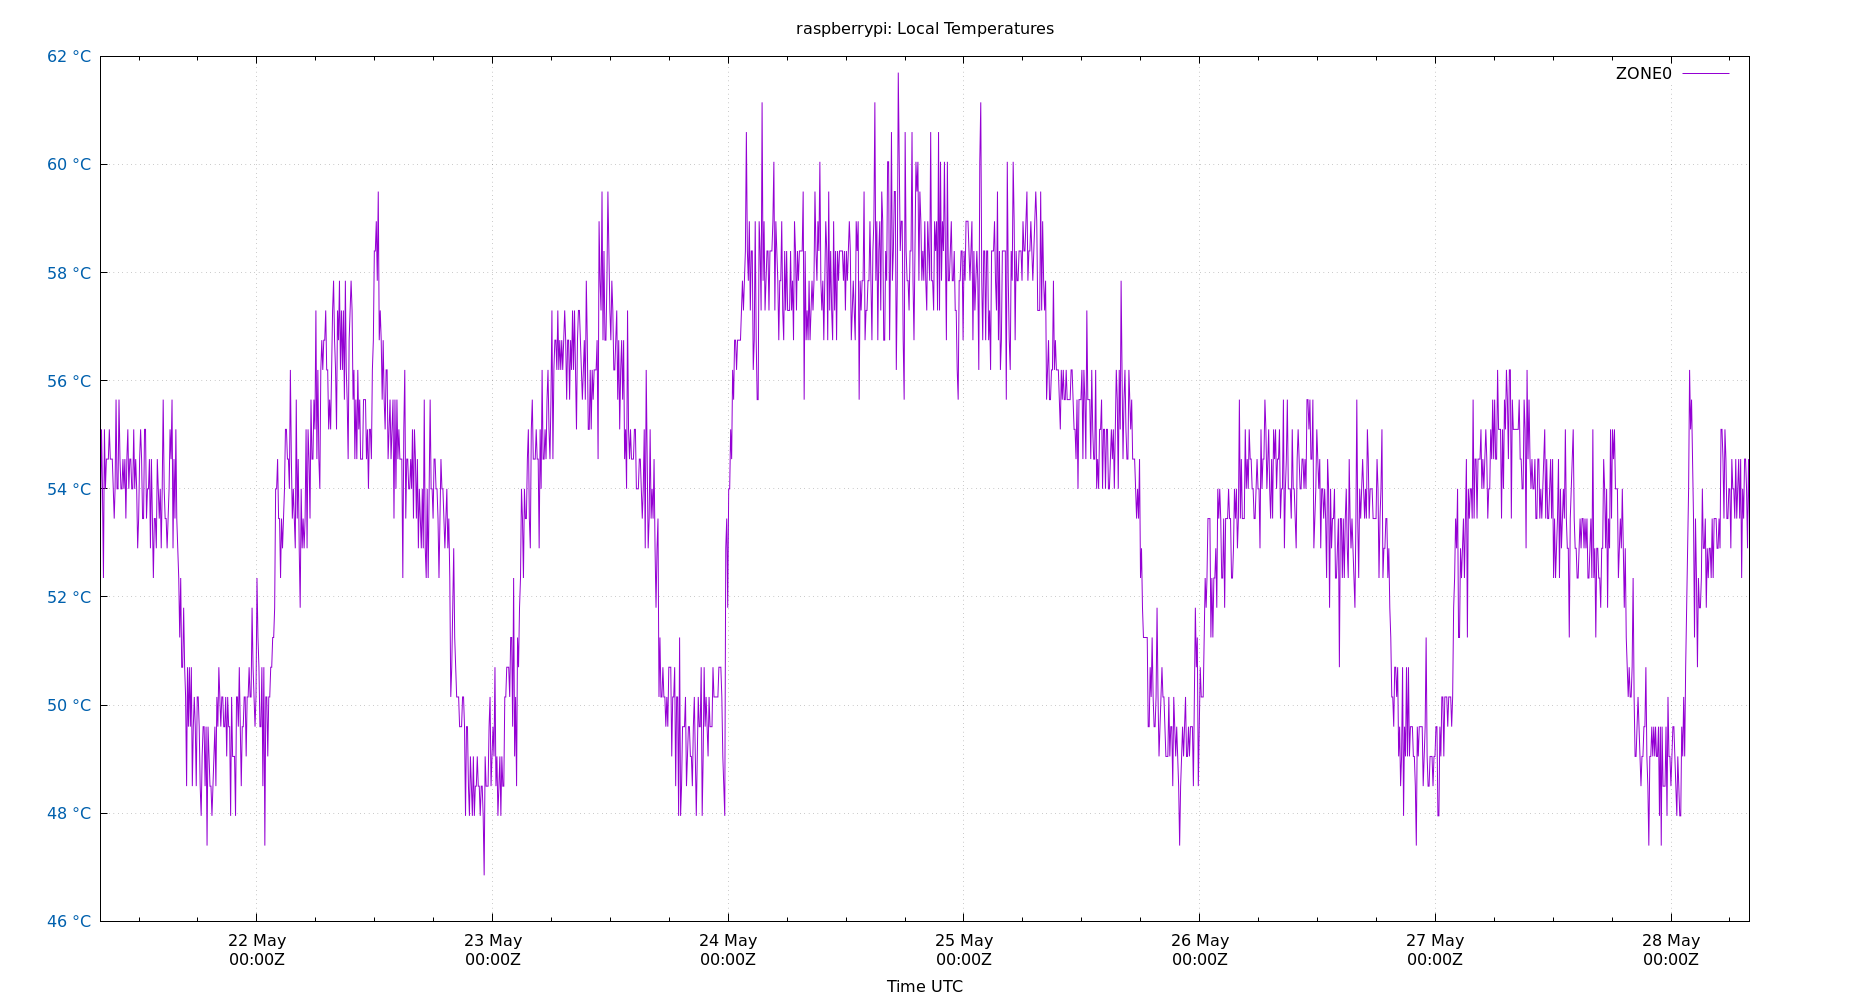 raspberrypi: Local Temperatures
62 °C
ZONE0
60 °C
58 °C
56 °C
54 °C
52 °C
50 °C
48 °C
46 °C
22 May
00:00Z
23 May
00:00Z
24 May
00:00Z
25 May
00:00Z
26 May
00:00Z
27 May
00:00Z
28 May
00:00Z
Time UTC